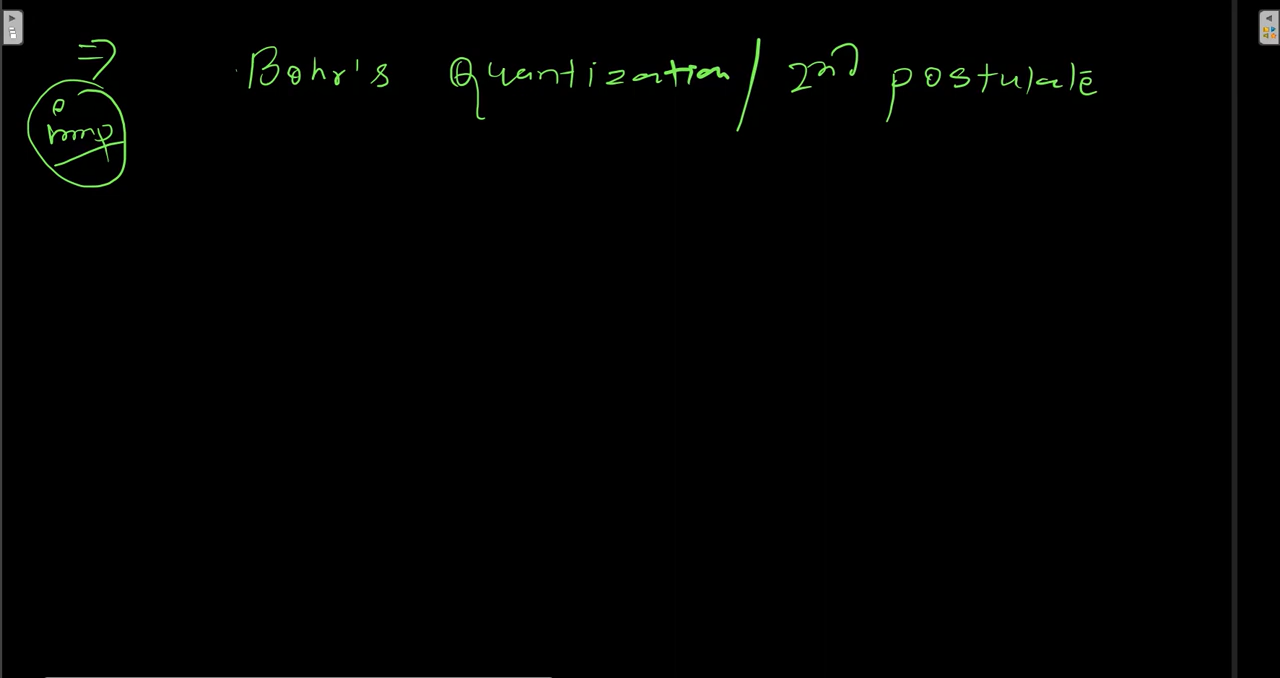 ⇒ Bohr's Quantization / 2nd postulate
imp